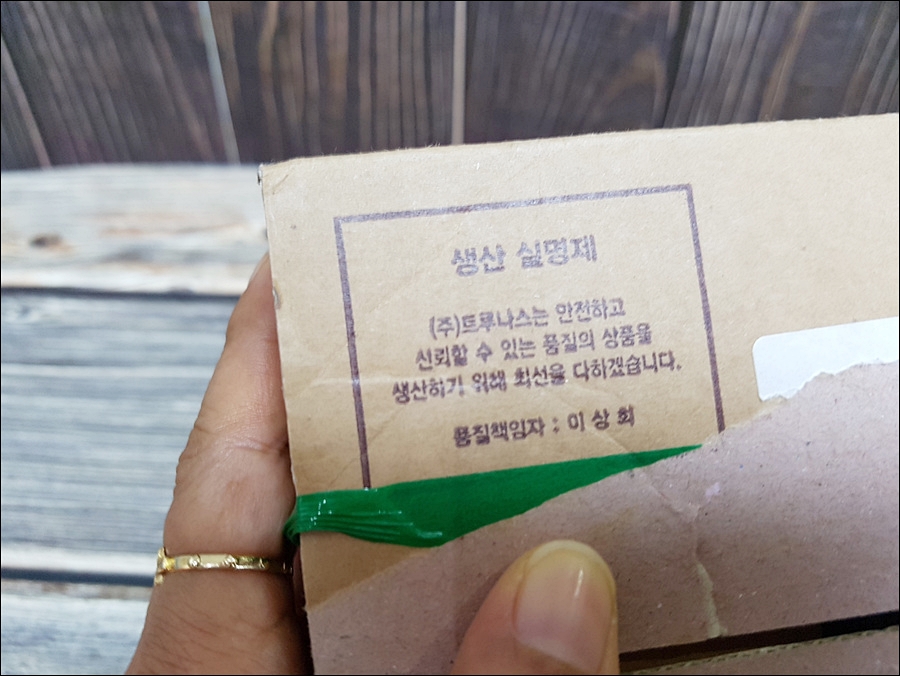 생산 실명제
(주)트루나스는 안전하고
신뢰할 수 있는 품질의 상품을
생산하기 위해 최선을 다하겠습니다.
품질책임자 : 이 상 희